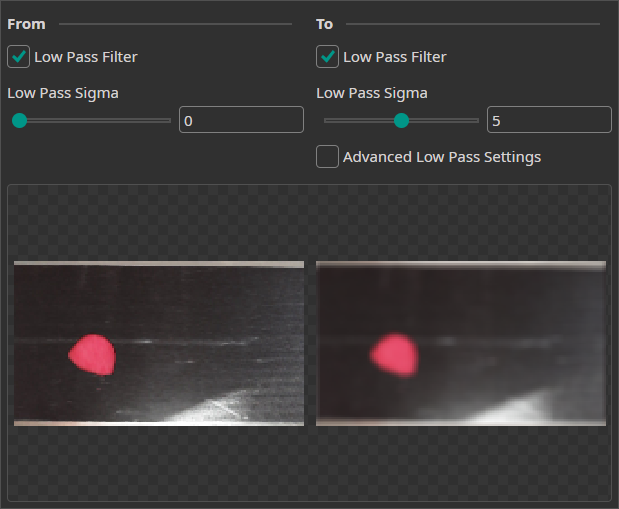 From
To
Low Pass Filter
Low Pass Filter
Low Pass Sigma
Low Pass Sigma
0
5
Advanced Low Pass Settings